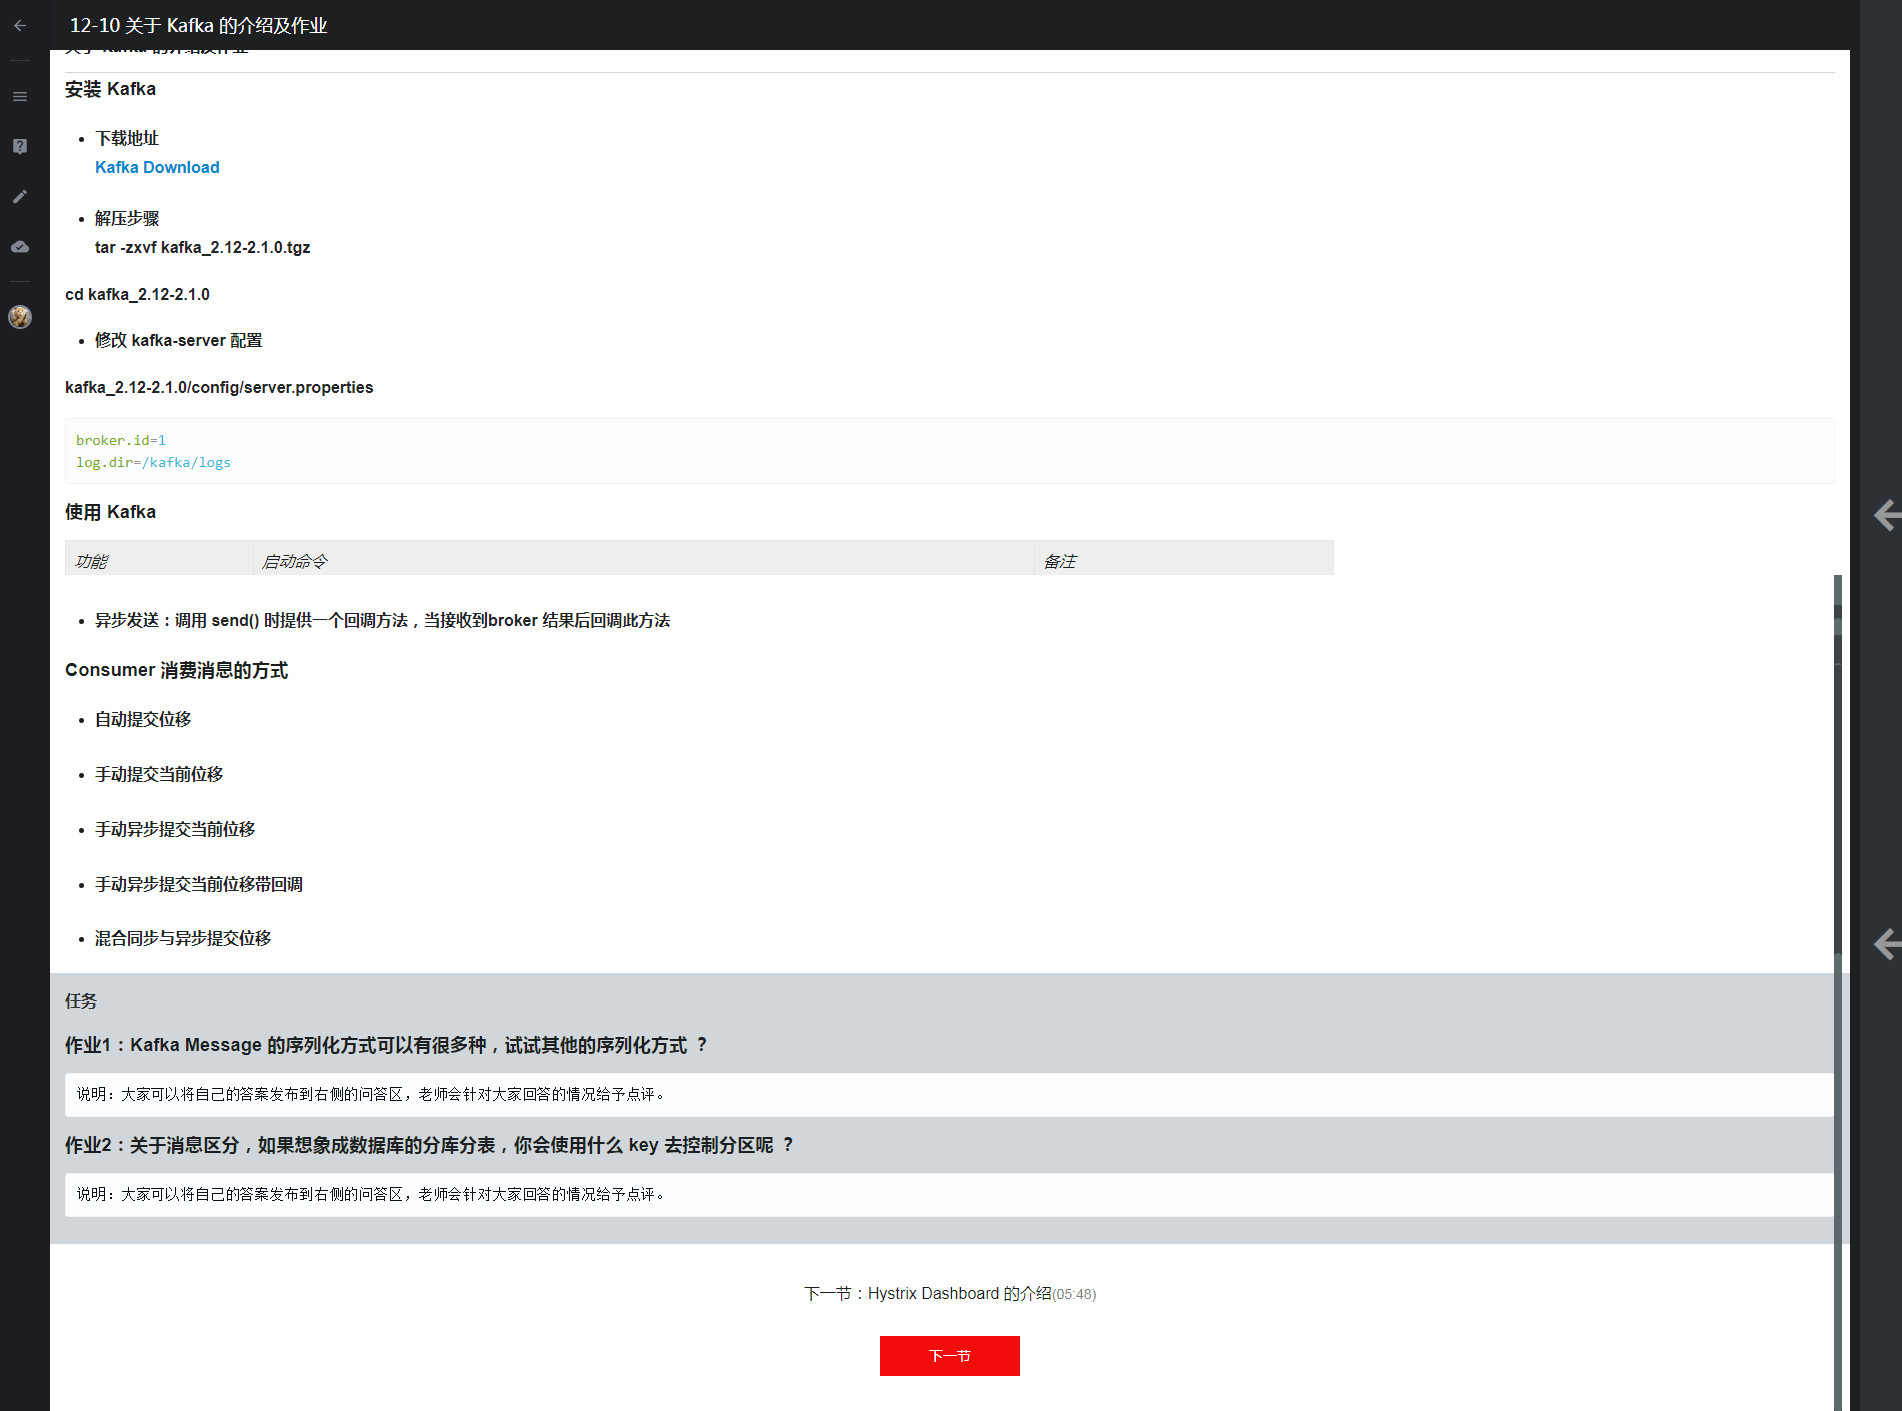 12-10 关于 Kafka 的介绍及作业
关于 Kafka 的介绍及作业
安装 Kafka
下载地址
Kafka Download
解压步骤
tar -zxvf kafka_2.12-2.1.0.tgz
cd kafka_2.12-2.1.0
修改 kafka-server 配置
kafka_2.12-2.1.0/config/server.properties
broker.id=1
log.dir=/kafka/logs
使用 Kafka
功能 启动命令 备注
异步发送：调用 send() 时提供一个回调方法，当接收到broker 结果后回调此方法
Consumer 消费消息的方式
自动提交位移
手动提交当前位移
手动异步提交当前位移
手动异步提交当前位移带回调
混合同步与异步提交位移
任务
作业1：Kafka Message 的序列化方式可以有很多种，试试其他的序列化方式 ？
说明：大家可以将自己的答案发布到右侧的问答区，老师会针对大家回答的情况给予点评。
作业2：关于消息区分，如果想象成数据库的分库分表，你会使用什么 key 去控制分区呢 ？
说明：大家可以将自己的答案发布到右侧的问答区，老师会针对大家回答的情况给予点评。
下一节：Hystrix Dashboard 的介绍(05:48)
下一节